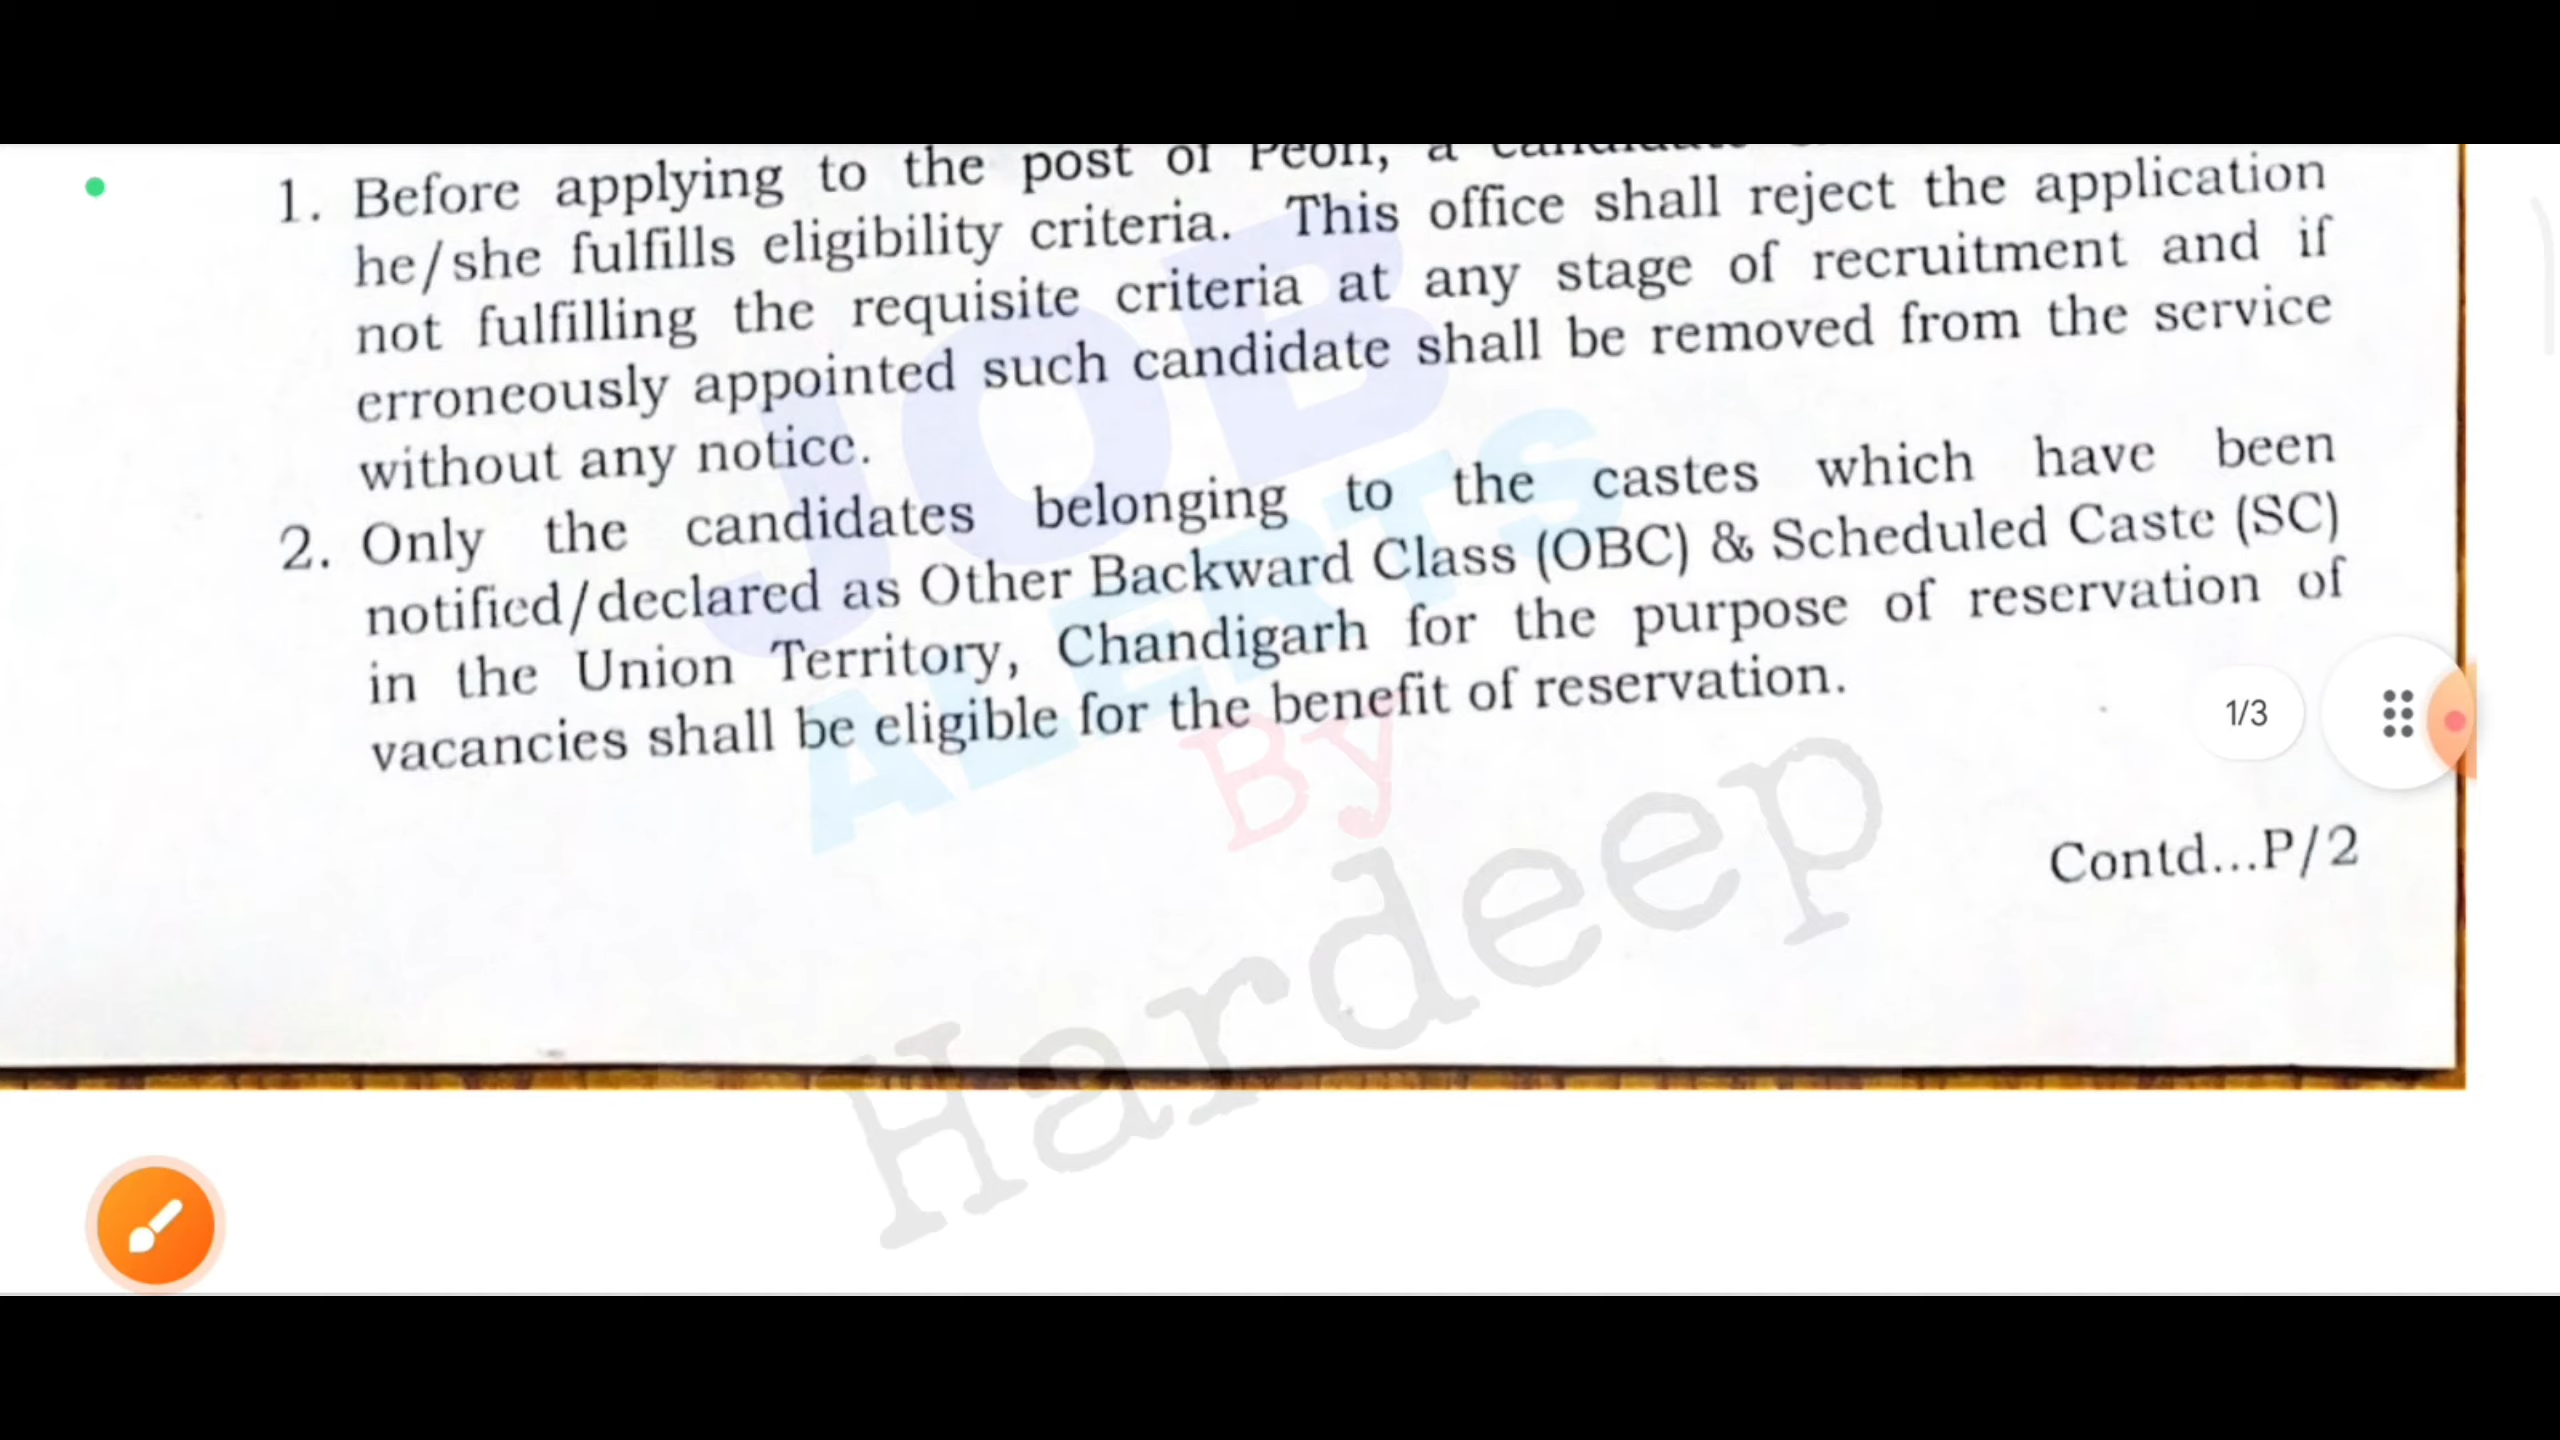 1. Before applying to the post of Peon, a candidate
he/she fulfills eligibility criteria. This office shall reject the application
not fulfilling the requisite criteria at any stage of recruitment and if
erroneously appointed such candidate shall be removed from the service
without any notice.
2. Only the candidates belonging to the castes which have been
notified/declared as Other Backward Class (OBC) & Scheduled Caste (SC)
in the Union Territory, Chandigarh for the purpose of reservation of
vacancies shall be eligible for the benefit of reservation.
1/3
Contd...P/2
JOB
ALERTS
By
Hardeep